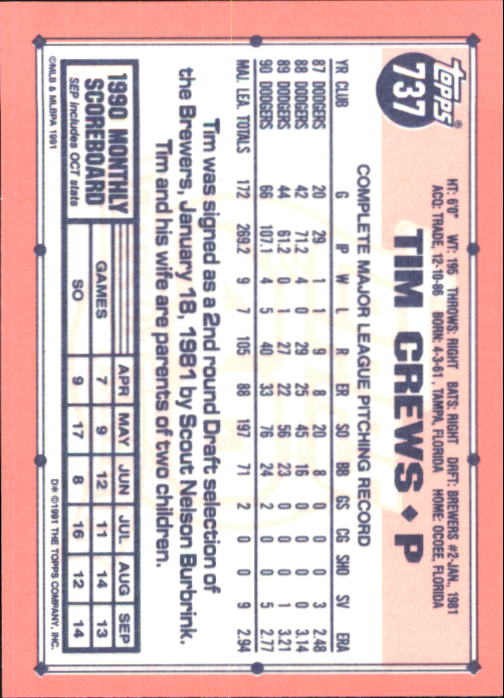 Topps®
737
TIM CREWS ♦ P
HT: 6'0" WT: 195 THROWS: RIGHT BATS: RIGHT DRFT: BREWERS #2-JAN., 1981
ACQ: TRADE, 12-10-86 BORN: 4-3-61, TAMPA, FLORIDA HOME: OCOEE, FLORIDA
COMPLETE MAJOR LEAGUE PITCHING RECORD
YR CLUB G IP W L R ER SO BB GS CG SHO SV ERA
87 DODGERS 20 29 1 1 9 8 20 8 0 0 0 3 2.48
88 DODGERS 42 71.2 4 0 29 25 45 16 0 0 0 0 3.14
89 DODGERS 44 61.2 0 1 27 22 56 23 0 0 0 1 3.21
90 DODGERS 66 107.1 4 5 40 33 76 24 2 0 0 5 2.77
MAJ. LEA. TOTALS 172 269.2 9 7 105 88 197 71 2 0 0 9 2.94
Tim was signed as a 2nd round Draft selection of
the Brewers, January 18, 1981 by Scout Nelson Burbrink.
Tim and his wife are parents of two children.
1990 MONTHLY
SCOREBOARD
SEP includes OCT stats
APR MAY JUN JUL AUG SEP
GAMES 7 9 12 11 14 13
SO 9 17 8 16 12 14
©MLB & MLBPA 1991
D* ©1991 THE TOPPS COMPANY, INC.